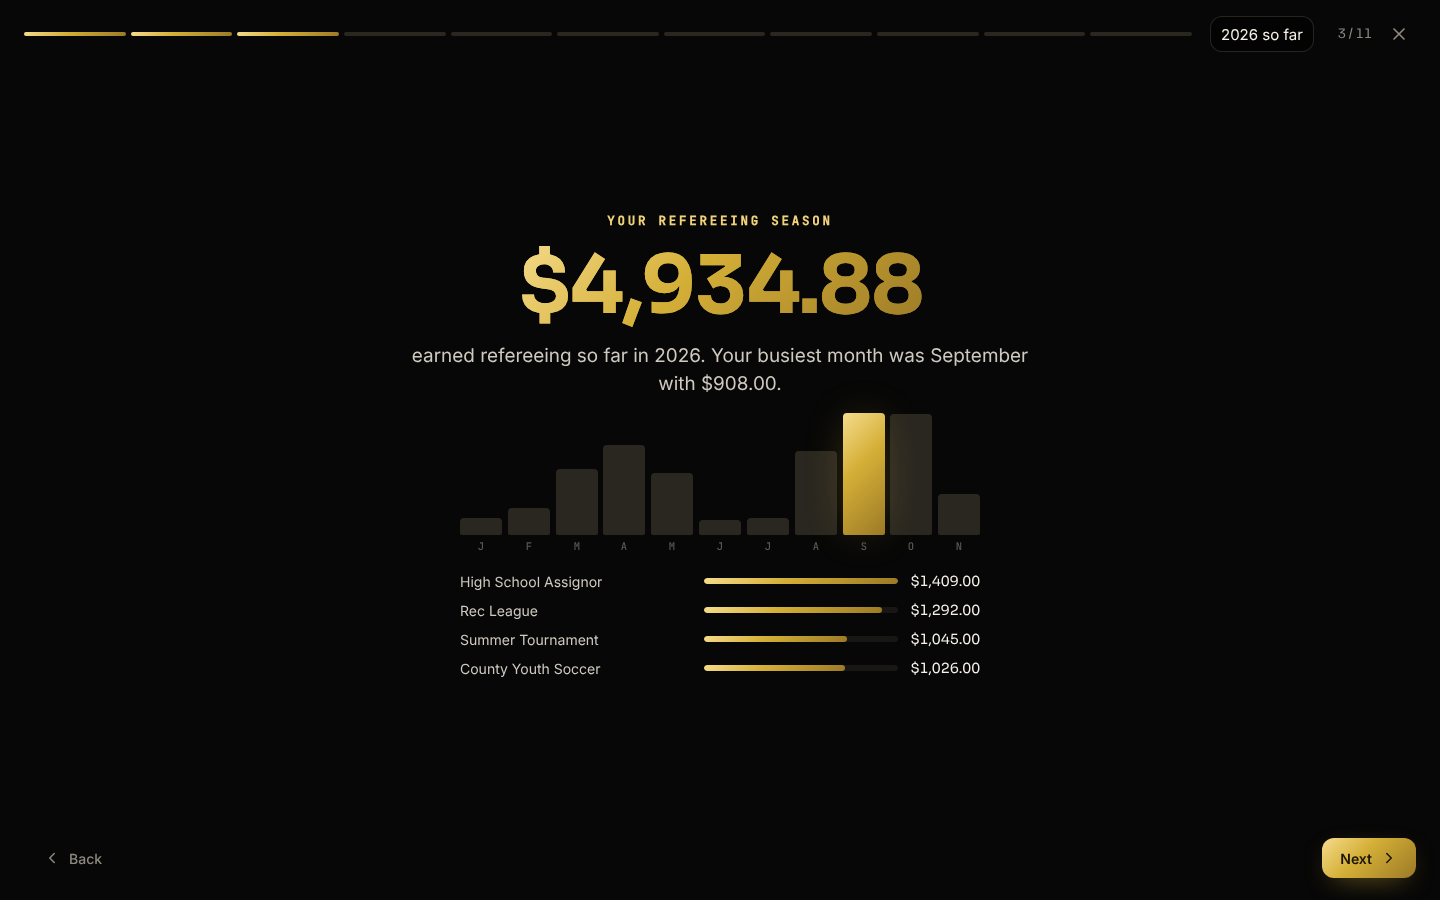 2026 so far
3/11
YOUR REFEREEING SEASON
$4,934.88
earned refereeing so far in 2026. Your busiest month was September
with $908.00.
J F M A M J J A S O N
High School Assignor $1,409.00
Rec League $1,292.00
Summer Tournament $1,045.00
County Youth Soccer $1,026.00
Back
Next